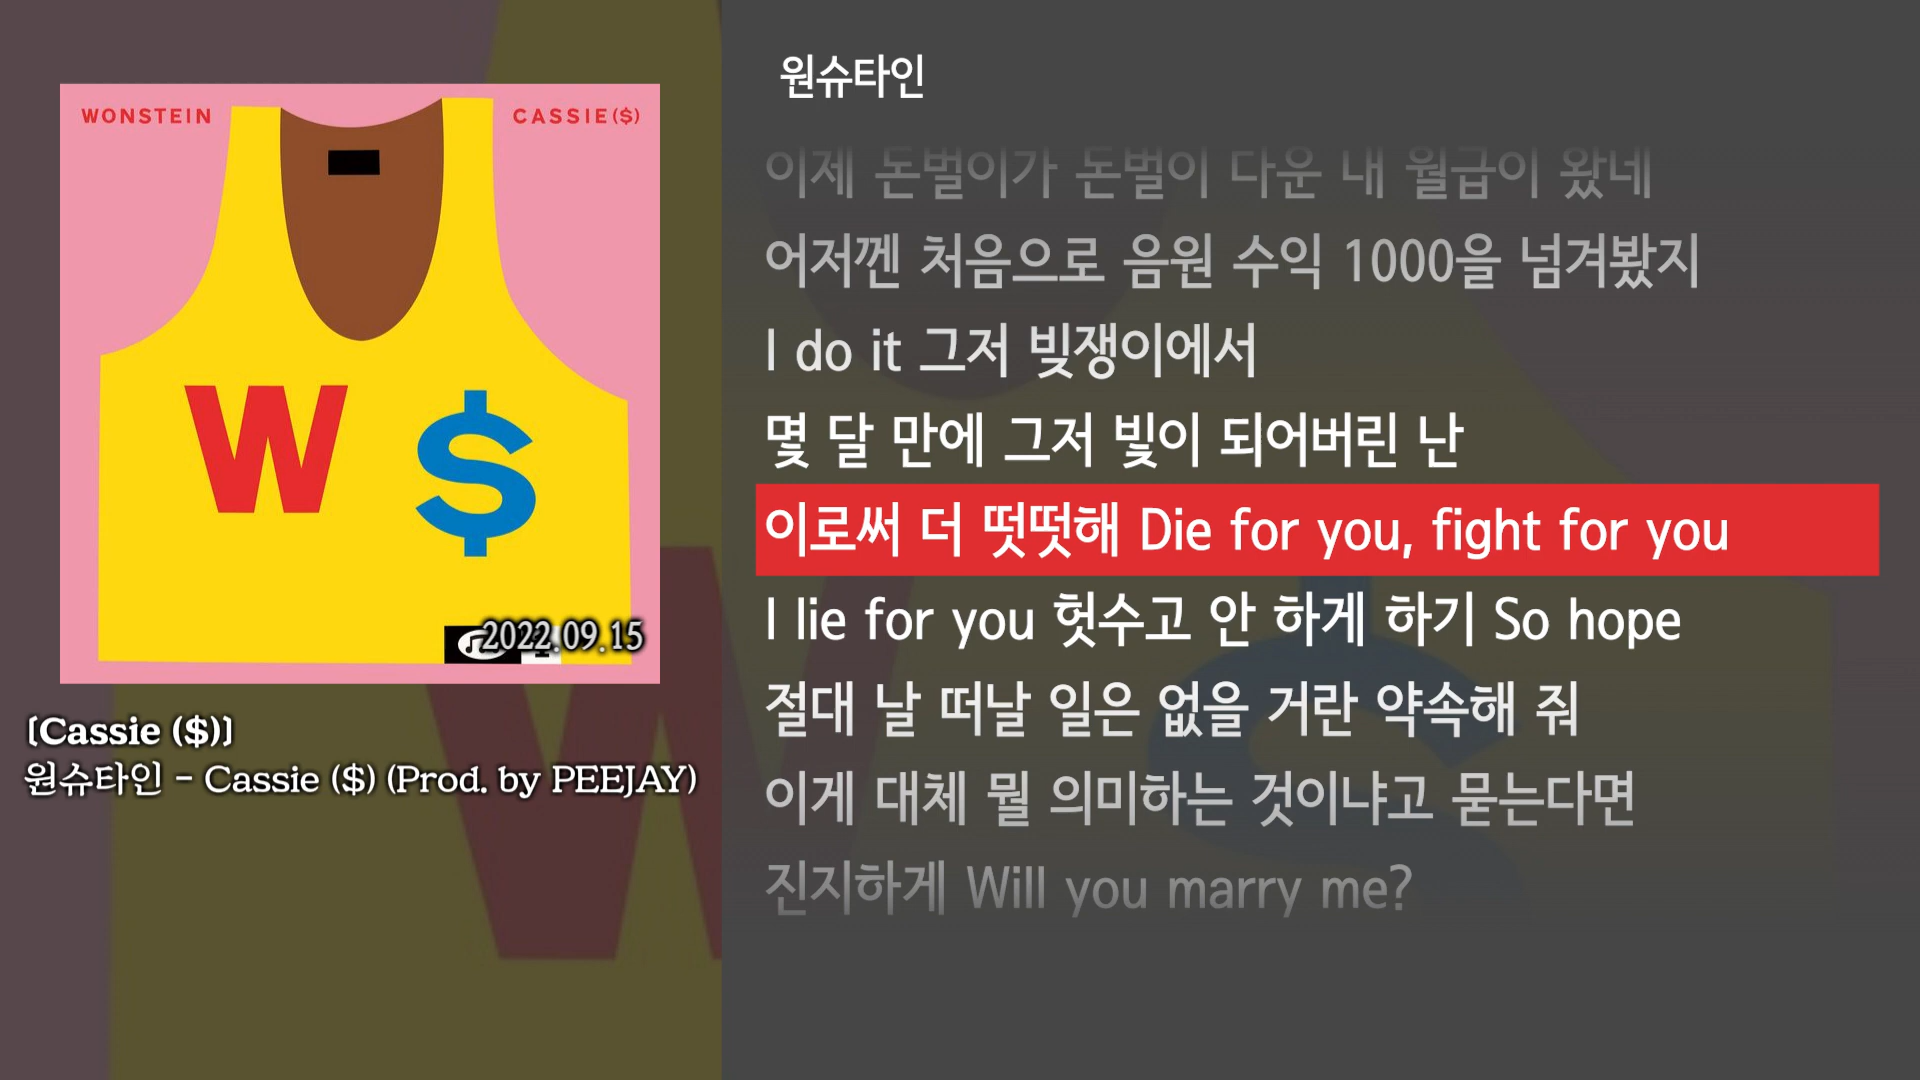 WONSTEIN
CASSIE($)
W $
2022.09.15
[Cassie ($)]
원슈타인 - Cassie ($) (Prod. by PEEJAY)
원슈타인
이제 돈벌이가 돈벌이 다운 내 월급이 왔네
어저껜 처음으로 음원 수익 1000을 넘겨봤지
I do it 그저 빚쟁이에서
몇 달 만에 그저 빛이 되어버린 난
이로써 더 떳떳해 Die for you, fight for you
I lie for you 헛수고 안 하게 하기 So hope
절대 날 떠날 일은 없을 거란 약속해 줘
이게 대체 뭘 의미하는 것이냐고 묻는다면
진지하게 Will you marry me?